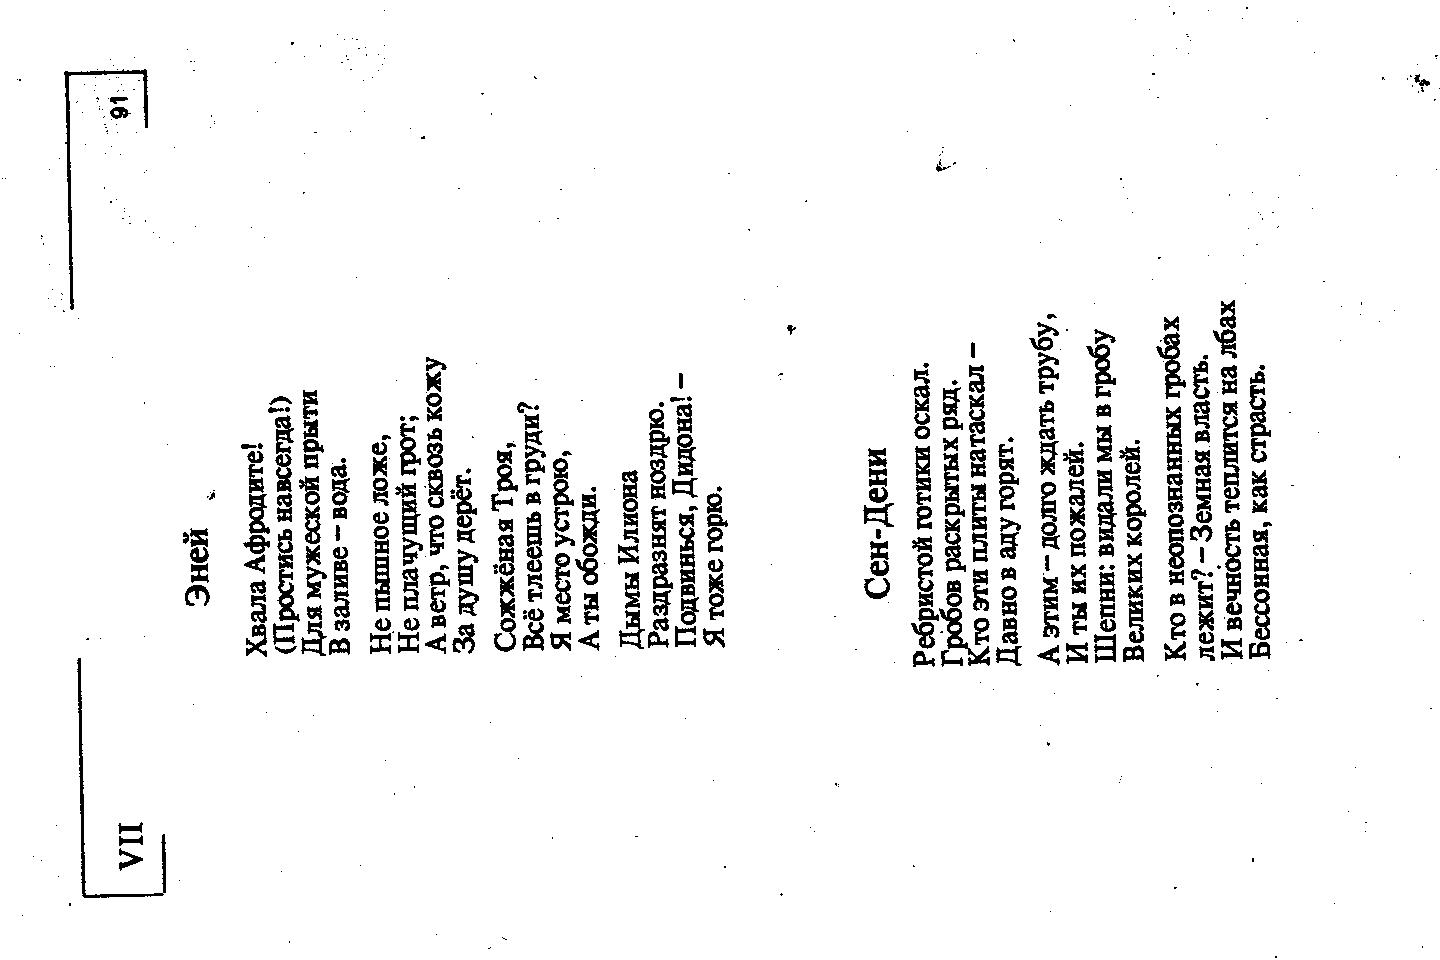 VII
91
Эней
Хвала Афродите!
(Простись навсегда!)
Для мужеской прыти
В заливе – вода.
Не пышное ложе,
Не плачущий грот;
А ветр, что сквозь кожу
За душу дерёт.
Сожжёная Троя,
Всё тлеешь в груди?
Я место устрою,
А ты обожди.
Дымы Илиона
Раздразнят ноздрю.
Подвинься, Дидона! –
Я тоже горю.
Сен-Дени
Ребристой готики оскал.
Гробов раскрытых ряд.
Кто эти плиты натаскал –
Давно в аду горят.
А этим – долго ждать трубу,
И ты их пожалей.
Шепни: видали мы в гробу
Великих королей.
Кто в неопознанных гробах
лежит? – Земная власть.
И вечность теплится на лбах
Бессонная, как страсть.